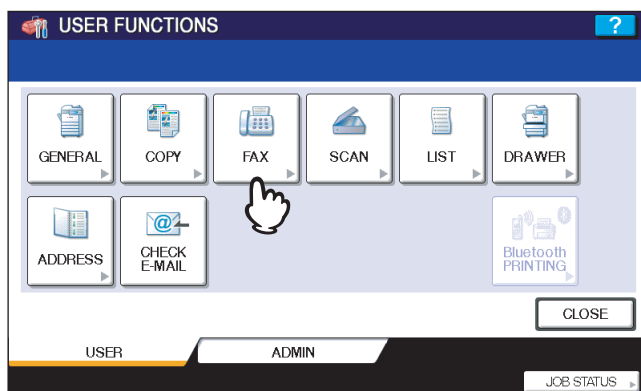 USER FUNCTIONS
?
GENERAL
COPY
FAX
SCAN
LIST
DRAWER
ADDRESS
@
CHECK
E-MAIL
Bluetooth
PRINTING
CLOSE
USER
ADMIN
JOB STATUS